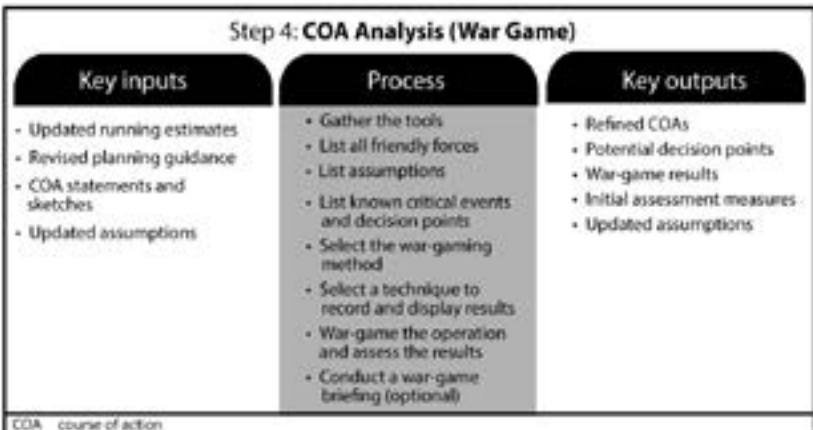 Step 4: COA Analysis (War Game)
Key inputs
• Updated running estimates
• Revised planning guidance
• COA statements and
sketches
• Updated assumptions
Process
• Gather the tools
• List all friendly forces
• List assumptions
• List known critical events
and decision points
• Select the war-gaming
method
• Select a technique to
record and display results
• War-game the operation
and assess the results
• Conduct a war-game
briefing (optional)
Key outputs
• Refined COAs
• Potential decision points
• War-game results
• Initial assessment measures
• Updated assumptions
COA course of action